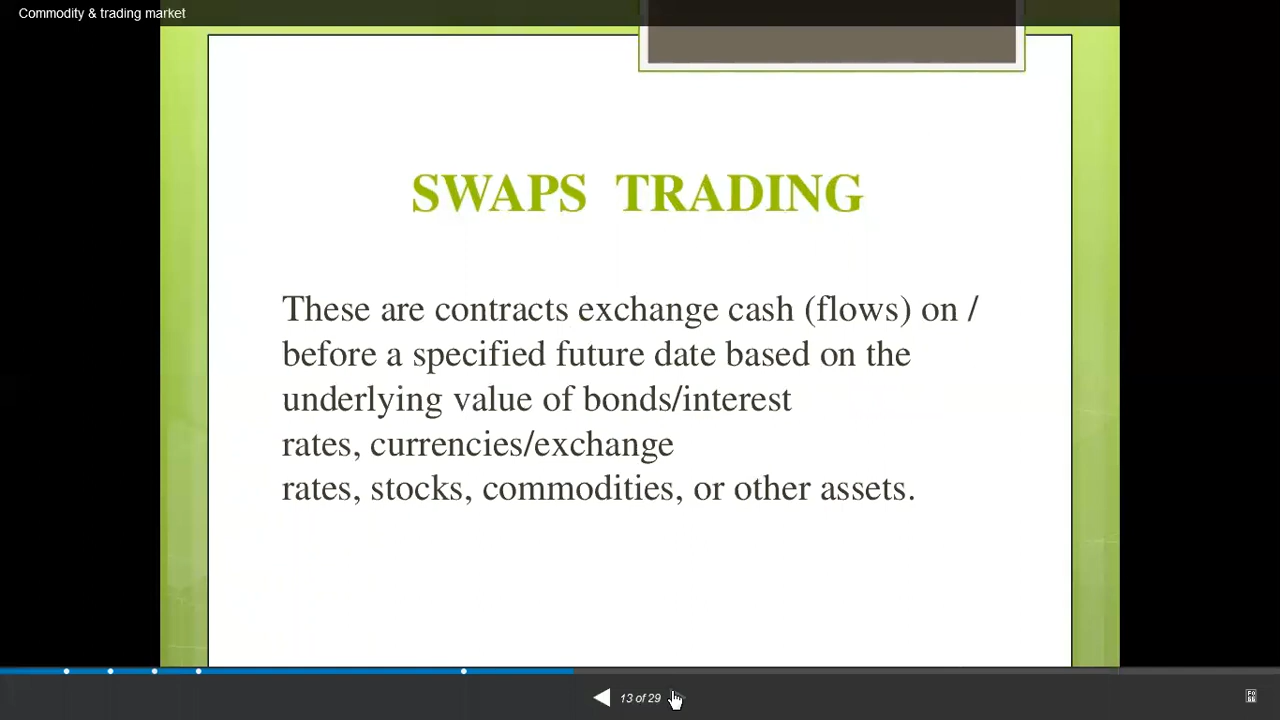 Commodity & trading market
SWAPS TRADING
These are contracts exchange cash (flows) on /
before a specified future date based on the
underlying value of bonds/interest
rates, currencies/exchange
rates, stocks, commodities, or other assets.
13 of 29